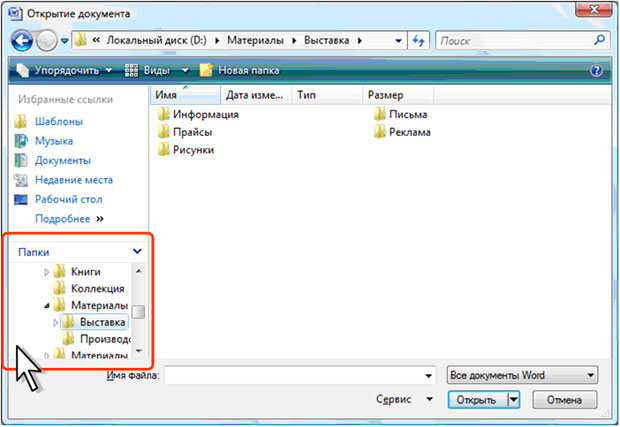 Открытие документа
« Локальный диск (D:) ▸ Материалы ▸ Выставка ▸
Поиск
Упорядочить Виды Новая папка
Избранные ссылки
Шаблоны
Музыка
Документы
Недавние места
Рабочий стол
Подробнее »
Имя Дата изме... Тип Размер
Информация Письма
Прайсы Реклама
Рисунки
Папки
Книги
Коллекция
Материалы
Выставка
Производс
Материалы
Имя файла:
Все документы Word
Сервис Открыть Отмена